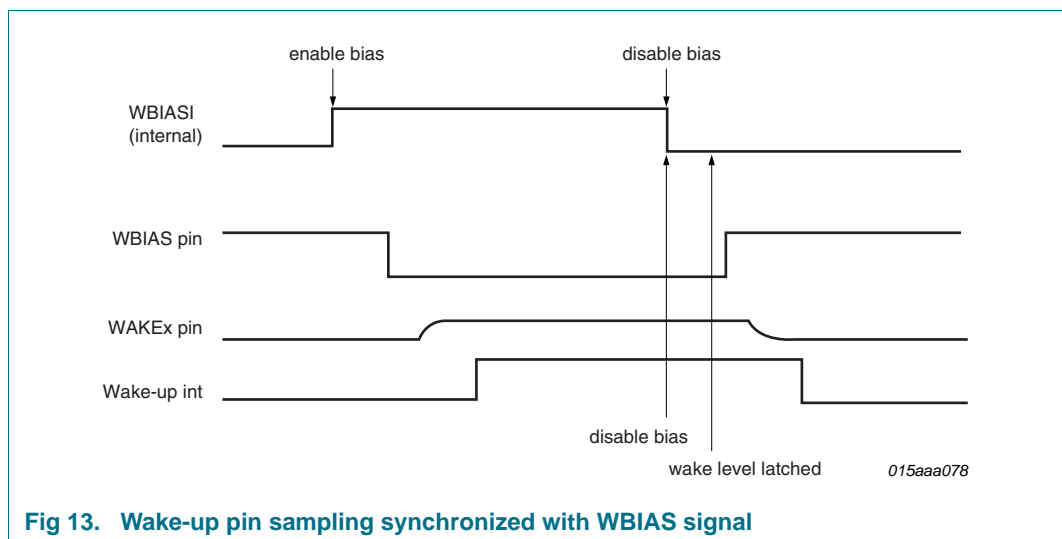 enable bias
disable bias
WBIASI
(internal)
WBIAS pin
WAKEx pin
Wake-up int
disable bias
wake level latched
015aaa078
Fig 13. Wake-up pin sampling synchronized with WBIAS signal